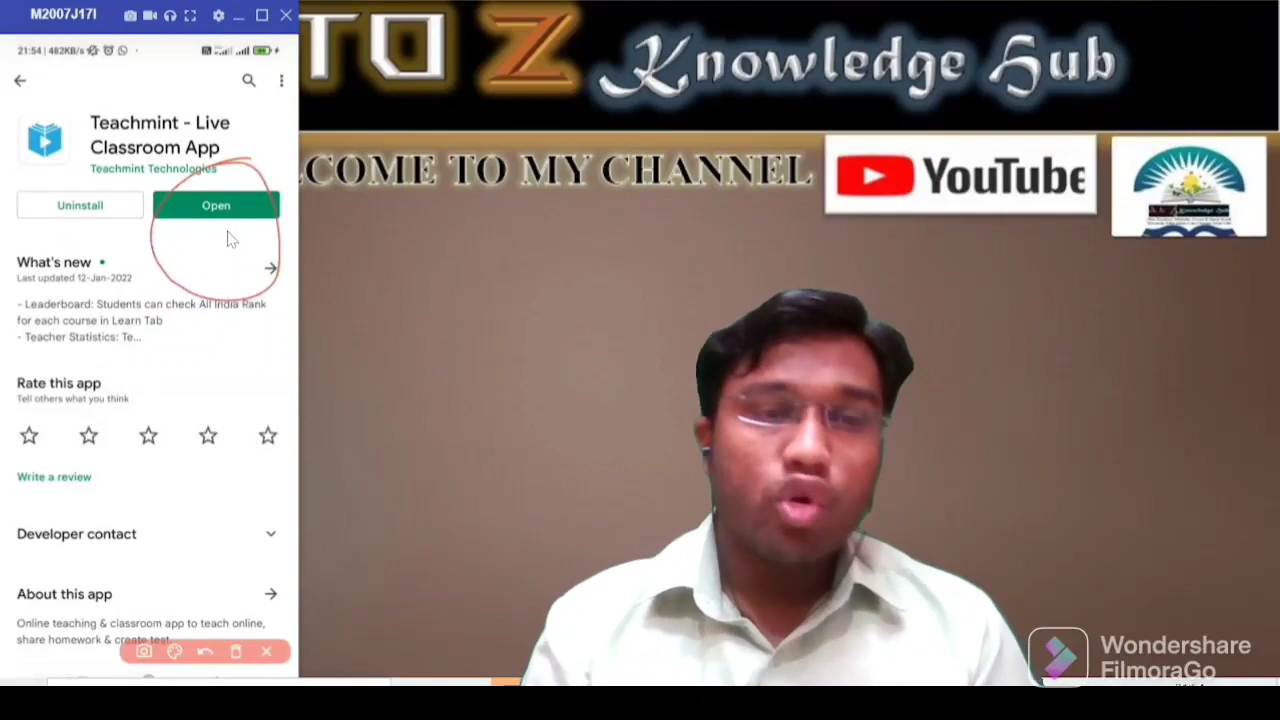 M2007J17I
21:54 | 482KB/s
TO Z Knowledge Hub
Teachmint - Live
Classroom App
Teachmint Technologies
COME TO MY CHANNEL
YouTube
Knowledge Hub
Uninstall
Open
What's new
Last updated 12-Jan-2022
- Leaderboard: Students can check All India Rank
for each course in Learn Tab
- Teacher Statistics: Te...
Rate this app
Tell others what you think
Write a review
Developer contact
About this app
Online teaching & classroom app to teach online,
share homework & create test.
Wondershare
FilmoraGo